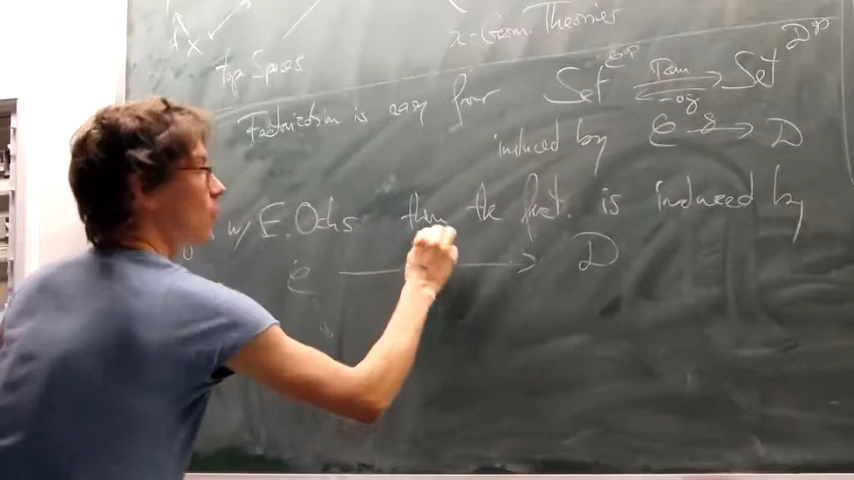 Theories
top Spaces
Factorization is easy for Set^{C^{op}} ⇄ Set^{D^{op}}
Ran
-∘g
induced by C g→ D
w/ E. Ochs then the fact. is induced by
C → D